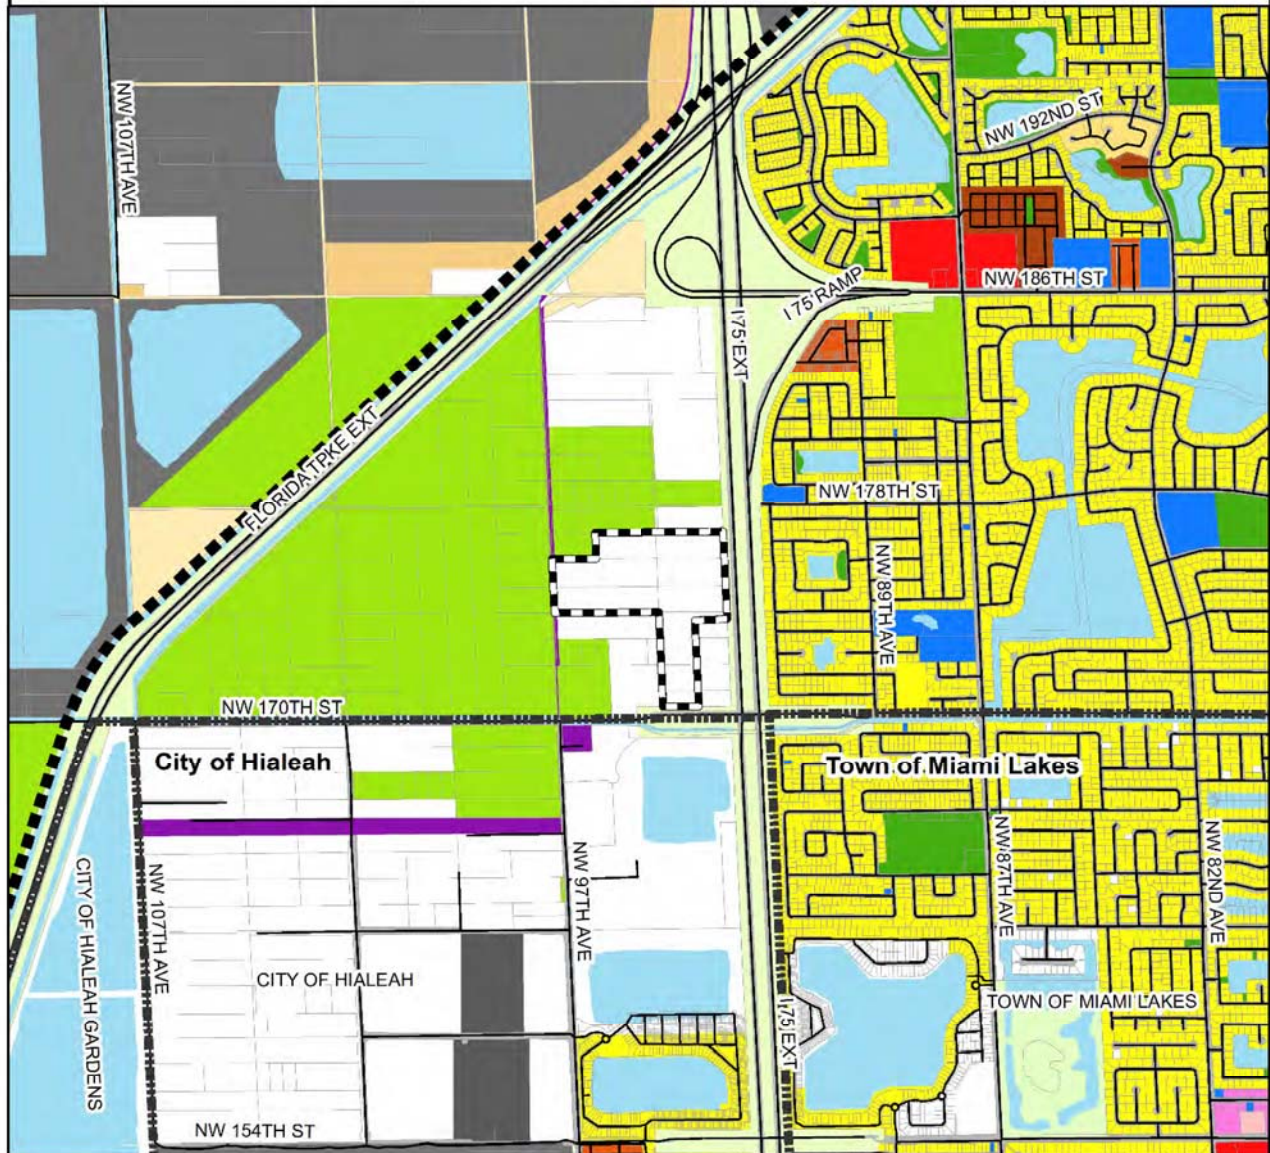 NW 107TH AVE
NW 192ND ST
NW 186TH ST
I 75 RAMP
I 75 EXT
FLORIDA TPKE EXT
NW 178TH ST
NW 89TH AVE
NW 170TH ST
City of Hialeah
Town of Miami Lakes
NW 87TH AVE
NW 82ND AVE
CITY OF HIALEAH GARDENS
NW 107TH AVE
NW 97TH AVE
CITY OF HIALEAH
TOWN OF MIAMI LAKES
I 75 EXT
NW 154TH ST